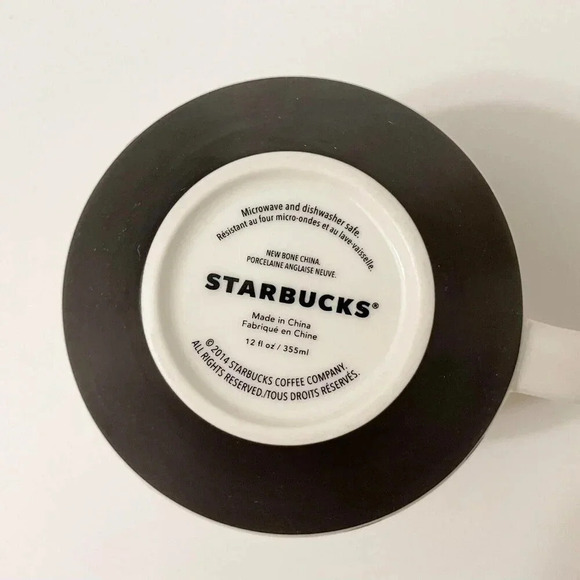 Microwave and dishwasher safe.
Résistant au four micro-ondes et au lave-vaisselle.
NEW BONE CHINA.
PORCELAINE ANGLAISE NEUVE.
STARBUCKS®
Made in China
Fabriqué en Chine
12 fl oz / 355ml
© 2014 STARBUCKS COFFEE COMPANY.
ALL RIGHTS RESERVED./TOUS DROITS RÉSERVÉS.